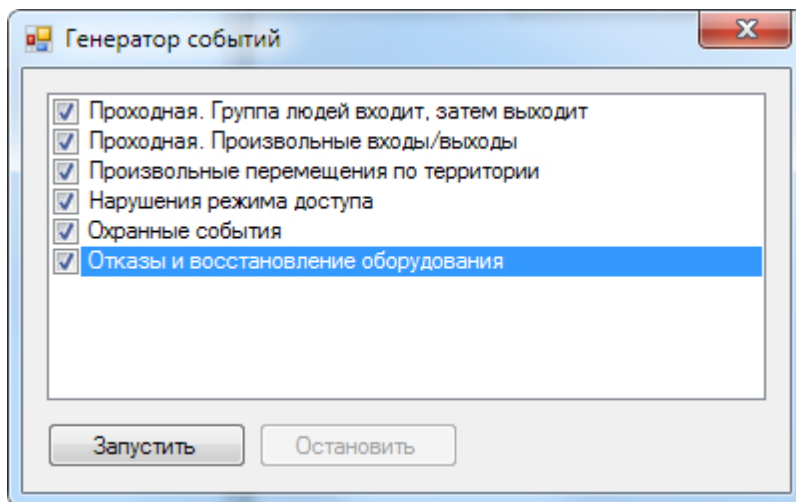 Генератор событий
Проходная. Группа людей входит, затем выходит
Проходная. Произвольные входы/выходы
Произвольные перемещения по территории
Нарушения режима доступа
Охранные события
Отказы и восстановление оборудования
Запустить Остановить